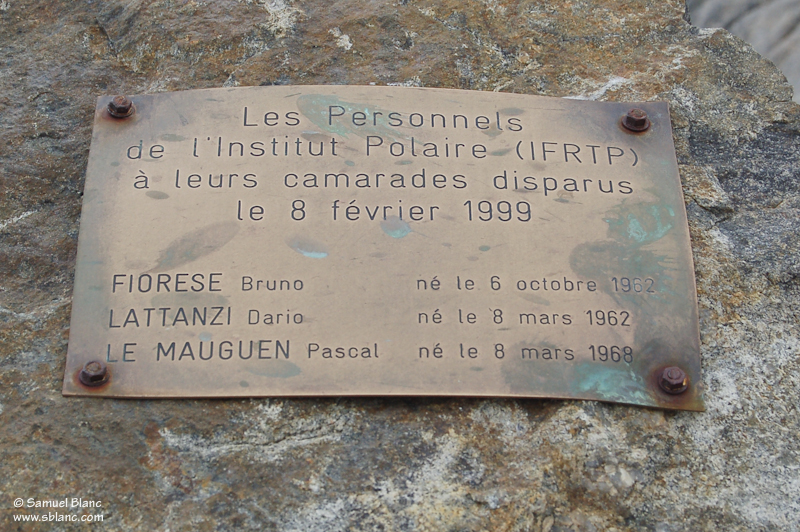 Les Personnels
de l'Institut Polaire (IFRTP)
à leurs camarades disparus
le 8 février 1999
FIORESE Bruno né le 6 octobre 1962
LATTANZI Dario né le 8 mars 1962
LE MAUGUEN Pascal né le 8 mars 1968
© Samuel Blanc
www.sblanc.com